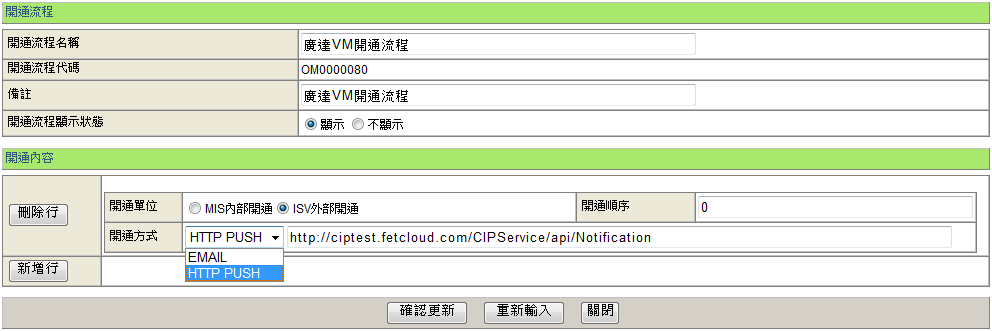 開通流程
開通流程名稱 廣達VM開通流程
開通流程代碼 OM0000080
備註 廣達VM開通流程
開通流程顯示狀態 顯示 不顯示
開通內容
刪除行 開通單位 MIS內部開通 ISV外部開通 開通順序 0
開通方式 HTTP PUSH http://ciptest.fetcloud.com/CIPService/api/Notification
EMAIL
HTTP PUSH
新增行
確認更新 重新輸入 關閉